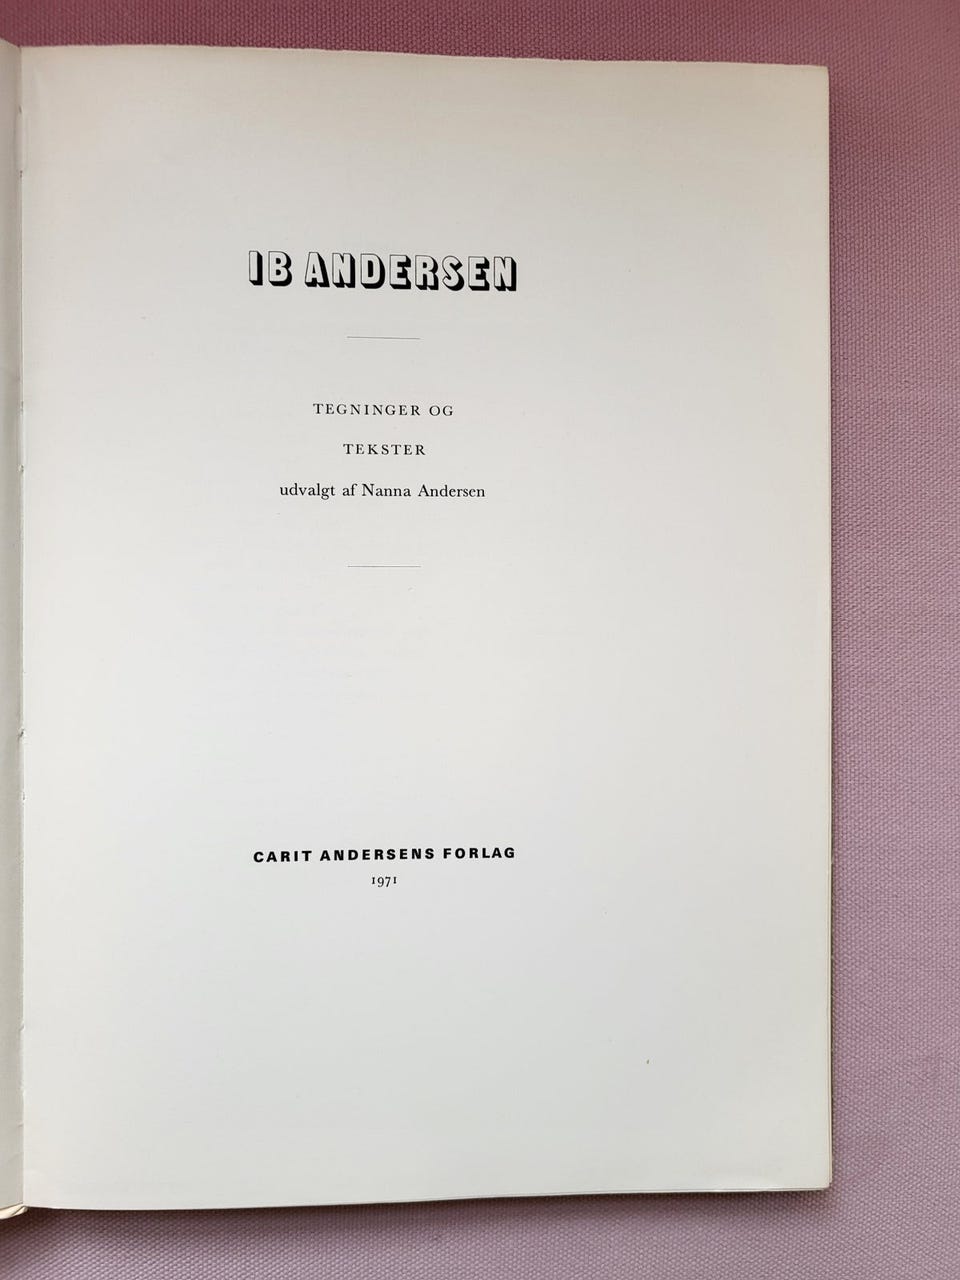 IB ANDERSEN
TEGNINGER OG
TEKSTER
udvalgt af Nanna Andersen
CARIT ANDERSENS FORLAG
1971